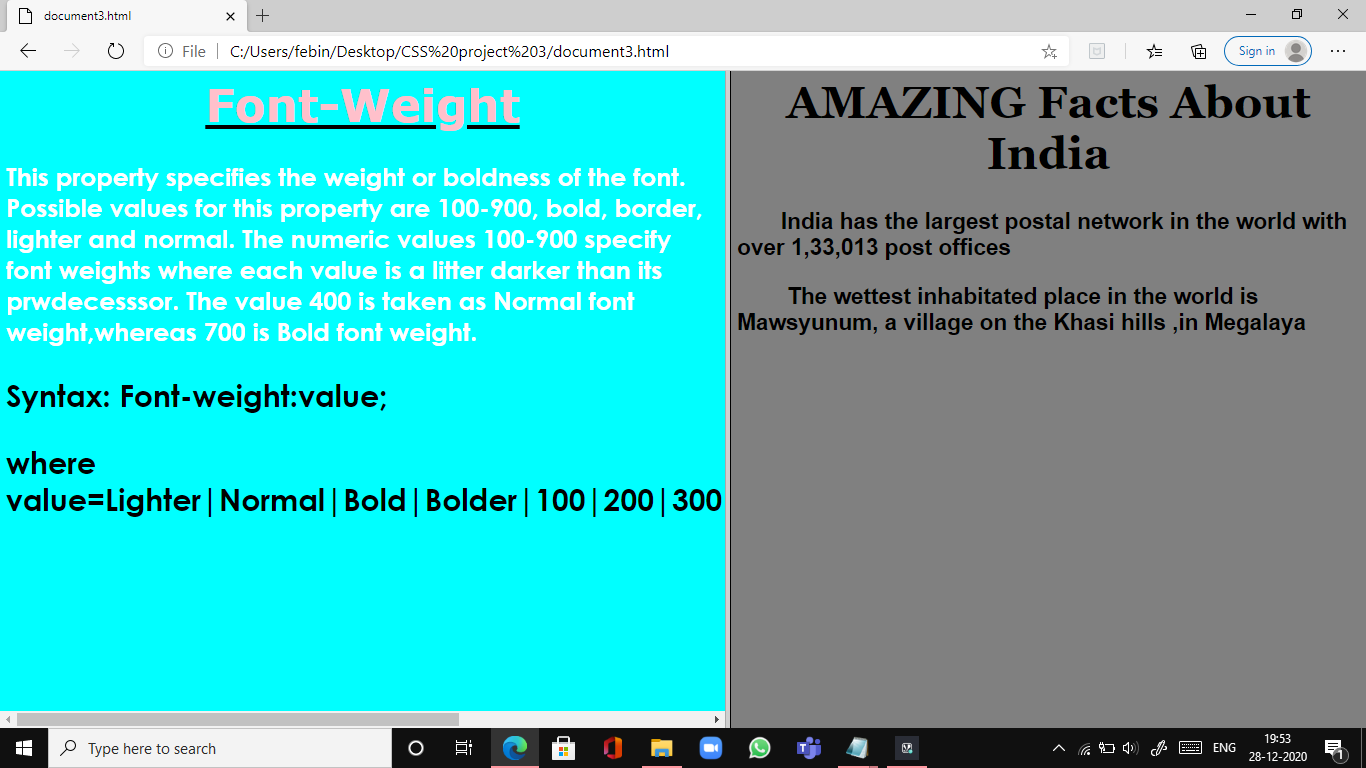 document3.html
File
C:/Users/febin/Desktop/CSS%20project%203/document3.html
Sign in
Font-Weight
This property specifies the weight or boldness of the font.
Possible values for this property are 100-900, bold, border,
lighter and normal. The numeric values 100-900 specify
font weights where each value is a litter darker than its
prwdecesssor. The value 400 is taken as Normal font
weight,whereas 700 is Bold font weight.
Syntax: Font-weight:value;
where
value=Lighter|Normal|Bold|Bolder|100|200|300
AMAZING Facts About
India
India has the largest postal network in the world with
over 1,33,013 post offices
The wettest inhabitated place in the world is
Mawsyunum, a village on the Khasi hills ,in Megalaya
Type here to search
ENG
19:53
28-12-2020
1